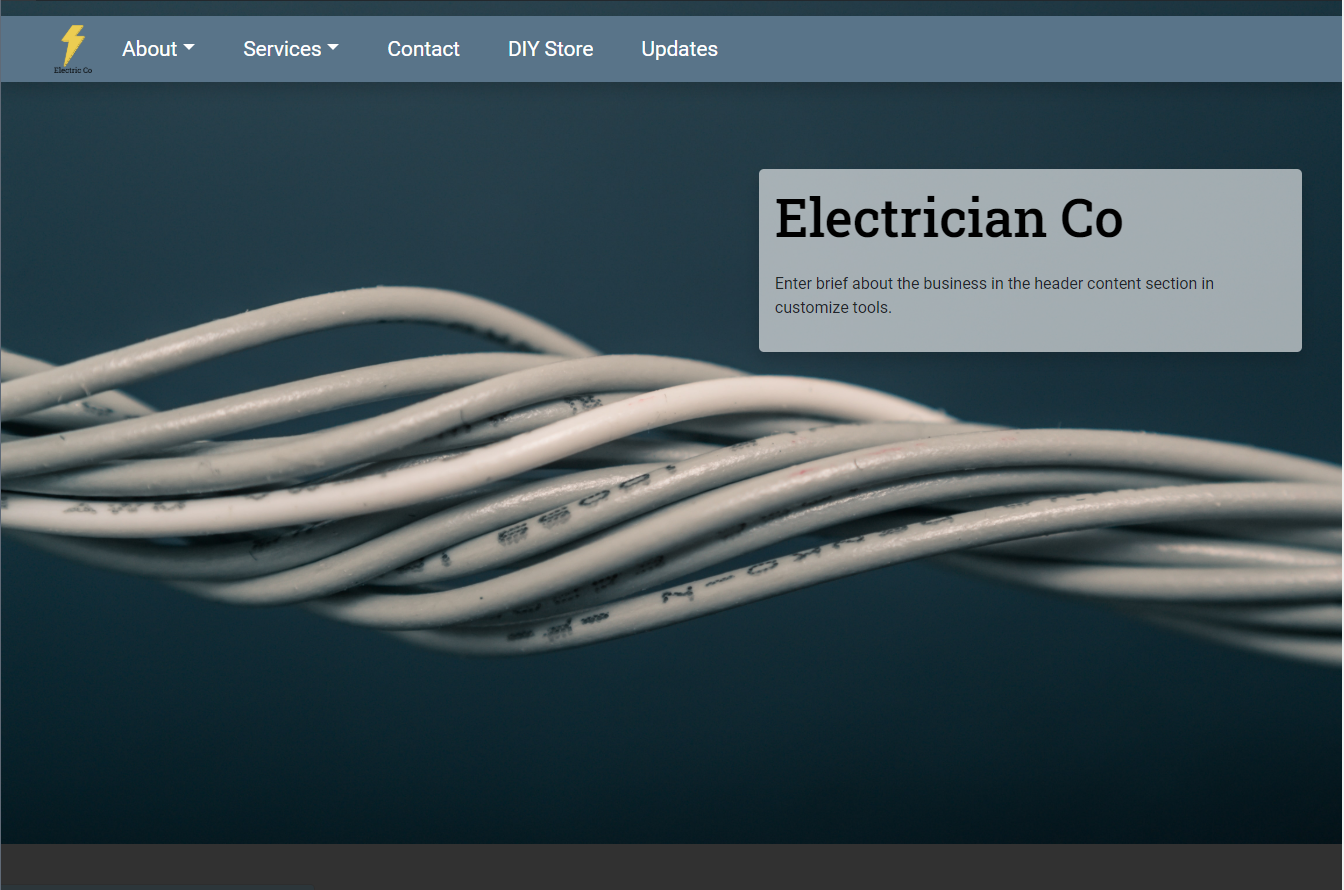 About
Services
Contact
DIY Store
Updates
Electric Co
Electrician Co
Enter brief about the business in the header content section in
customize tools.